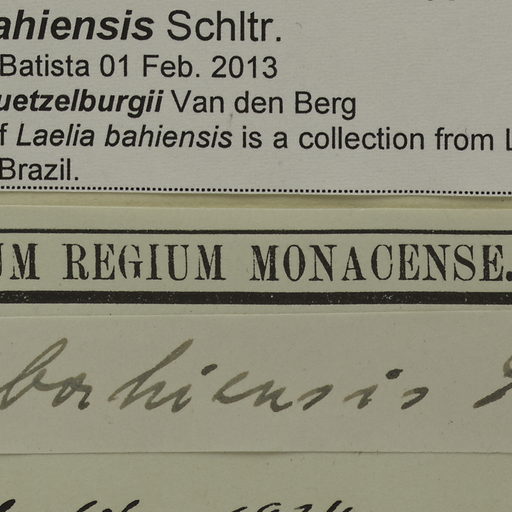 ahiensis Schltr.
Batista 01 Feb. 2013
uetzelburgii Van den Berg
f Laelia bahiensis is a collection from L
Brazil.
UM REGIUM MONACENSE.
bahiensis